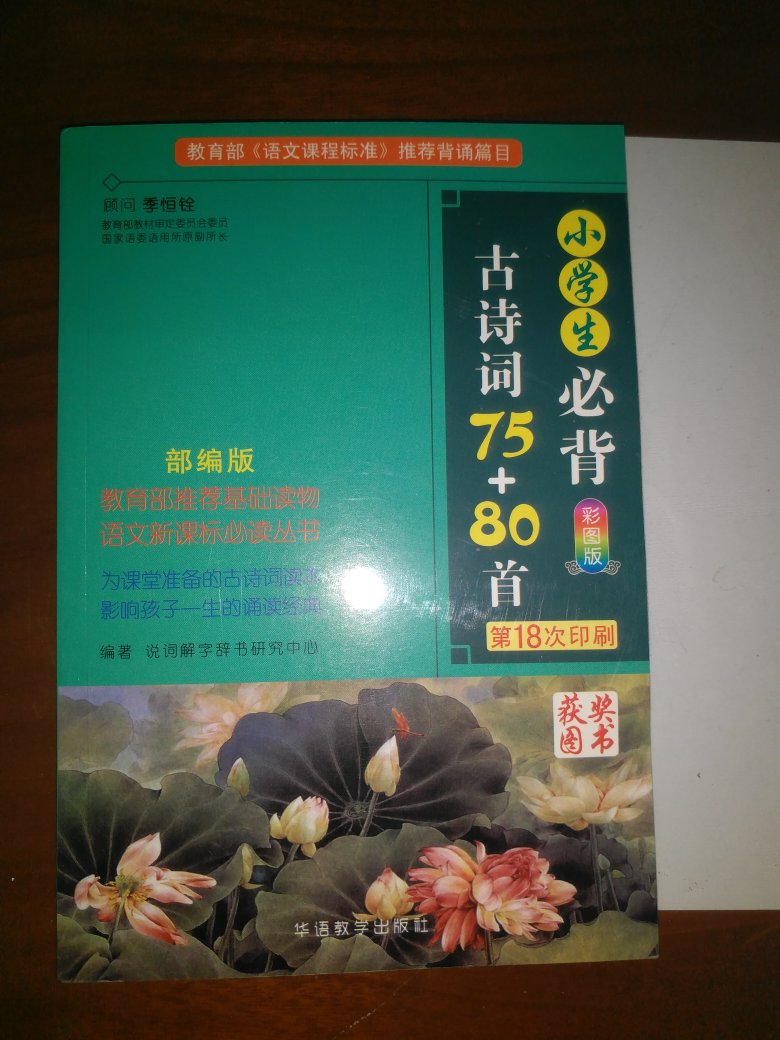 教育部《语文课程标准》推荐背诵篇目
顾问 季恒铨
教育部教材审定委员会委员
国家语委语用所原副所长
小学生必背
古诗词75+80首
彩图版
第18次印刷
部编版
教育部推荐基础读物
语文新课标必读丛书
为课堂准备的古诗词读本
影响孩子一生的诵读经典
编著 说词解字辞书研究中心
获奖
图书
华语教学出版社